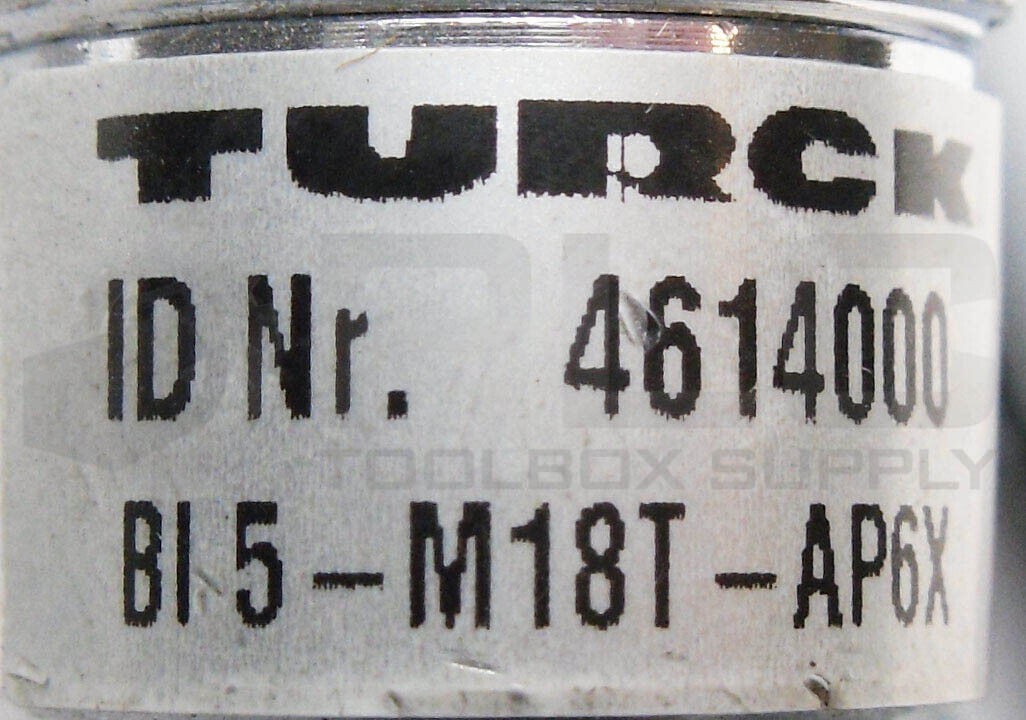 TURCK
ID Nr. 4614000
TOOLBOX SUPPLY
BI 5-M18T-AP6X